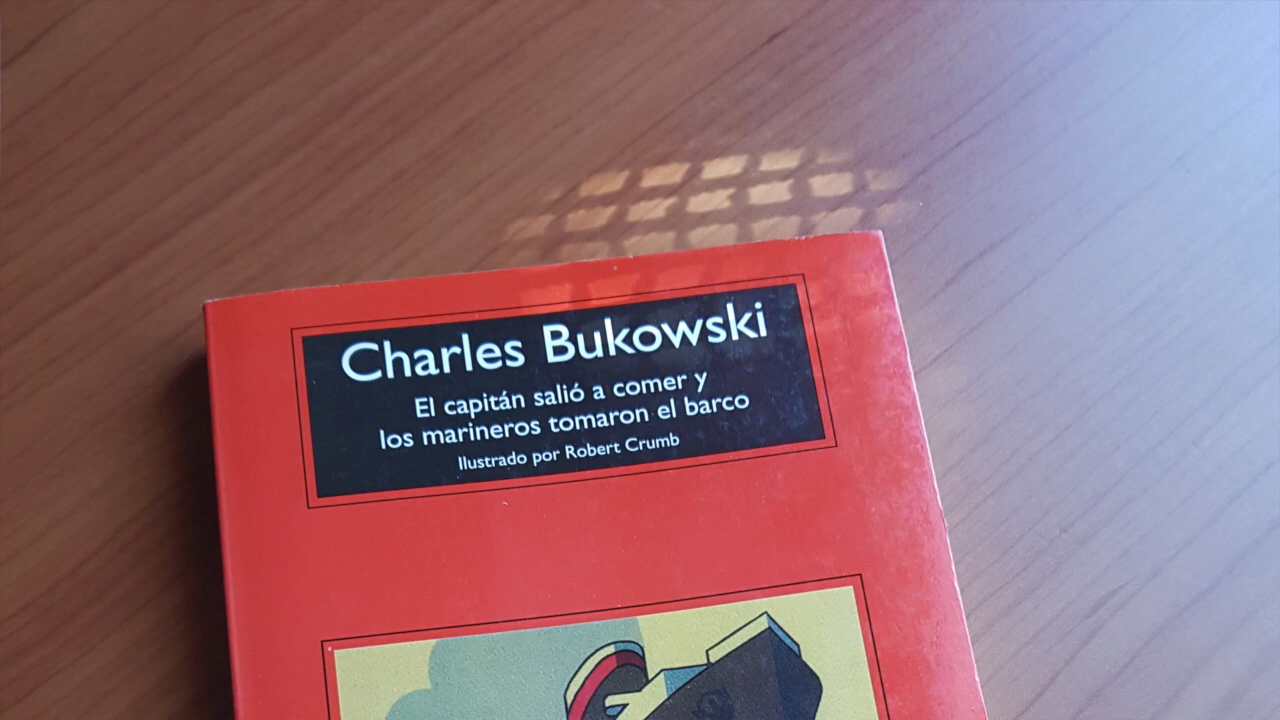 Charles Bukowski
El capitán salió a comer y
los marineros tomaron el barco
Ilustrado por Robert Crumb